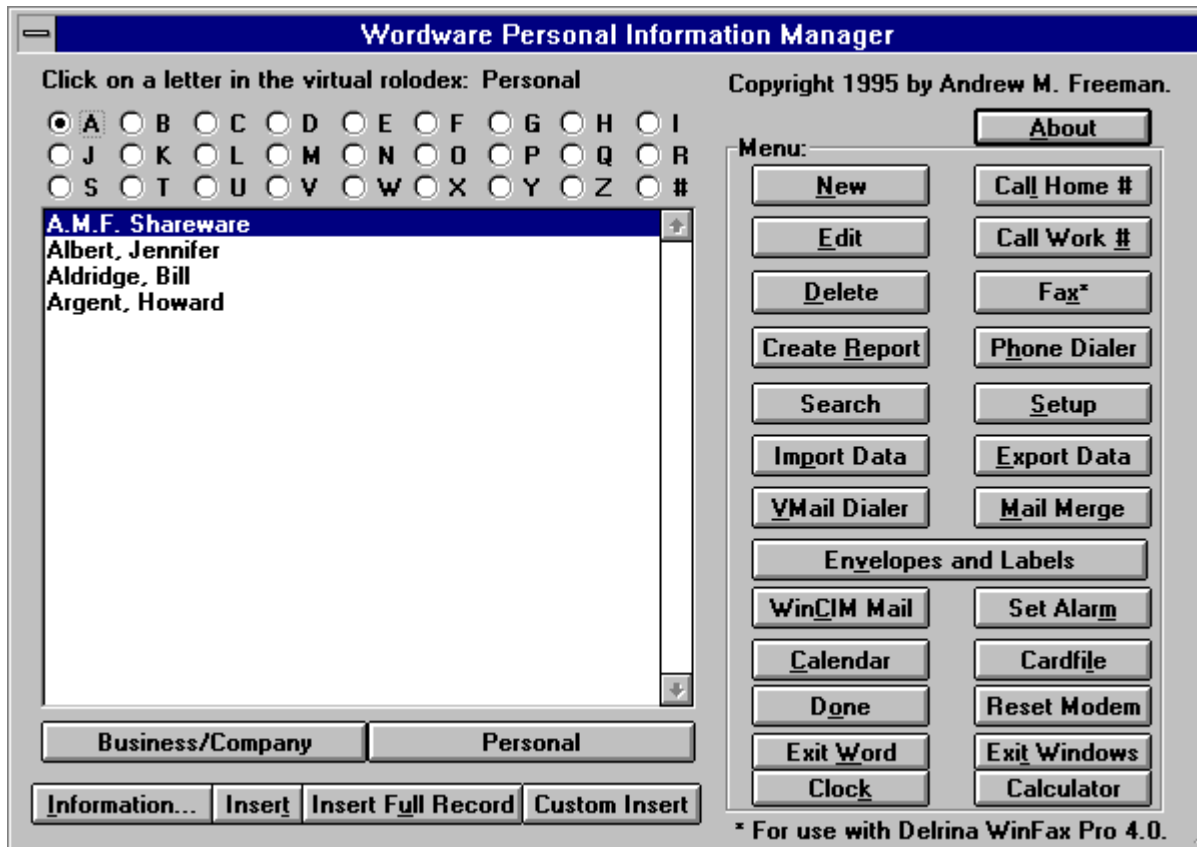 Wordware Personal Information Manager
Click on a letter in the virtual rolodex: Personal
Copyright 1995 by Andrew M. Freeman.
A B C D E F G H I
J K L M N O P Q R
S T U V W X Y Z #
About
A.M.F. Shareware
Albert, Jennifer
Aldridge, Bill
Argent, Howard
Business/Company Personal
Information... Insert Insert Full Record Custom Insert
Menu:
New Call Home #
Edit Call Work #
Delete Fax*
Create Report Phone Dialer
Search Setup
Import Data Export Data
VMail Dialer Mail Merge
Envelopes and Labels
WinCIM Mail Set Alarm
Calendar Cardfile
Done Reset Modem
Exit Word Exit Windows
Clock Calculator
* For use with Delrina WinFax Pro 4.0.